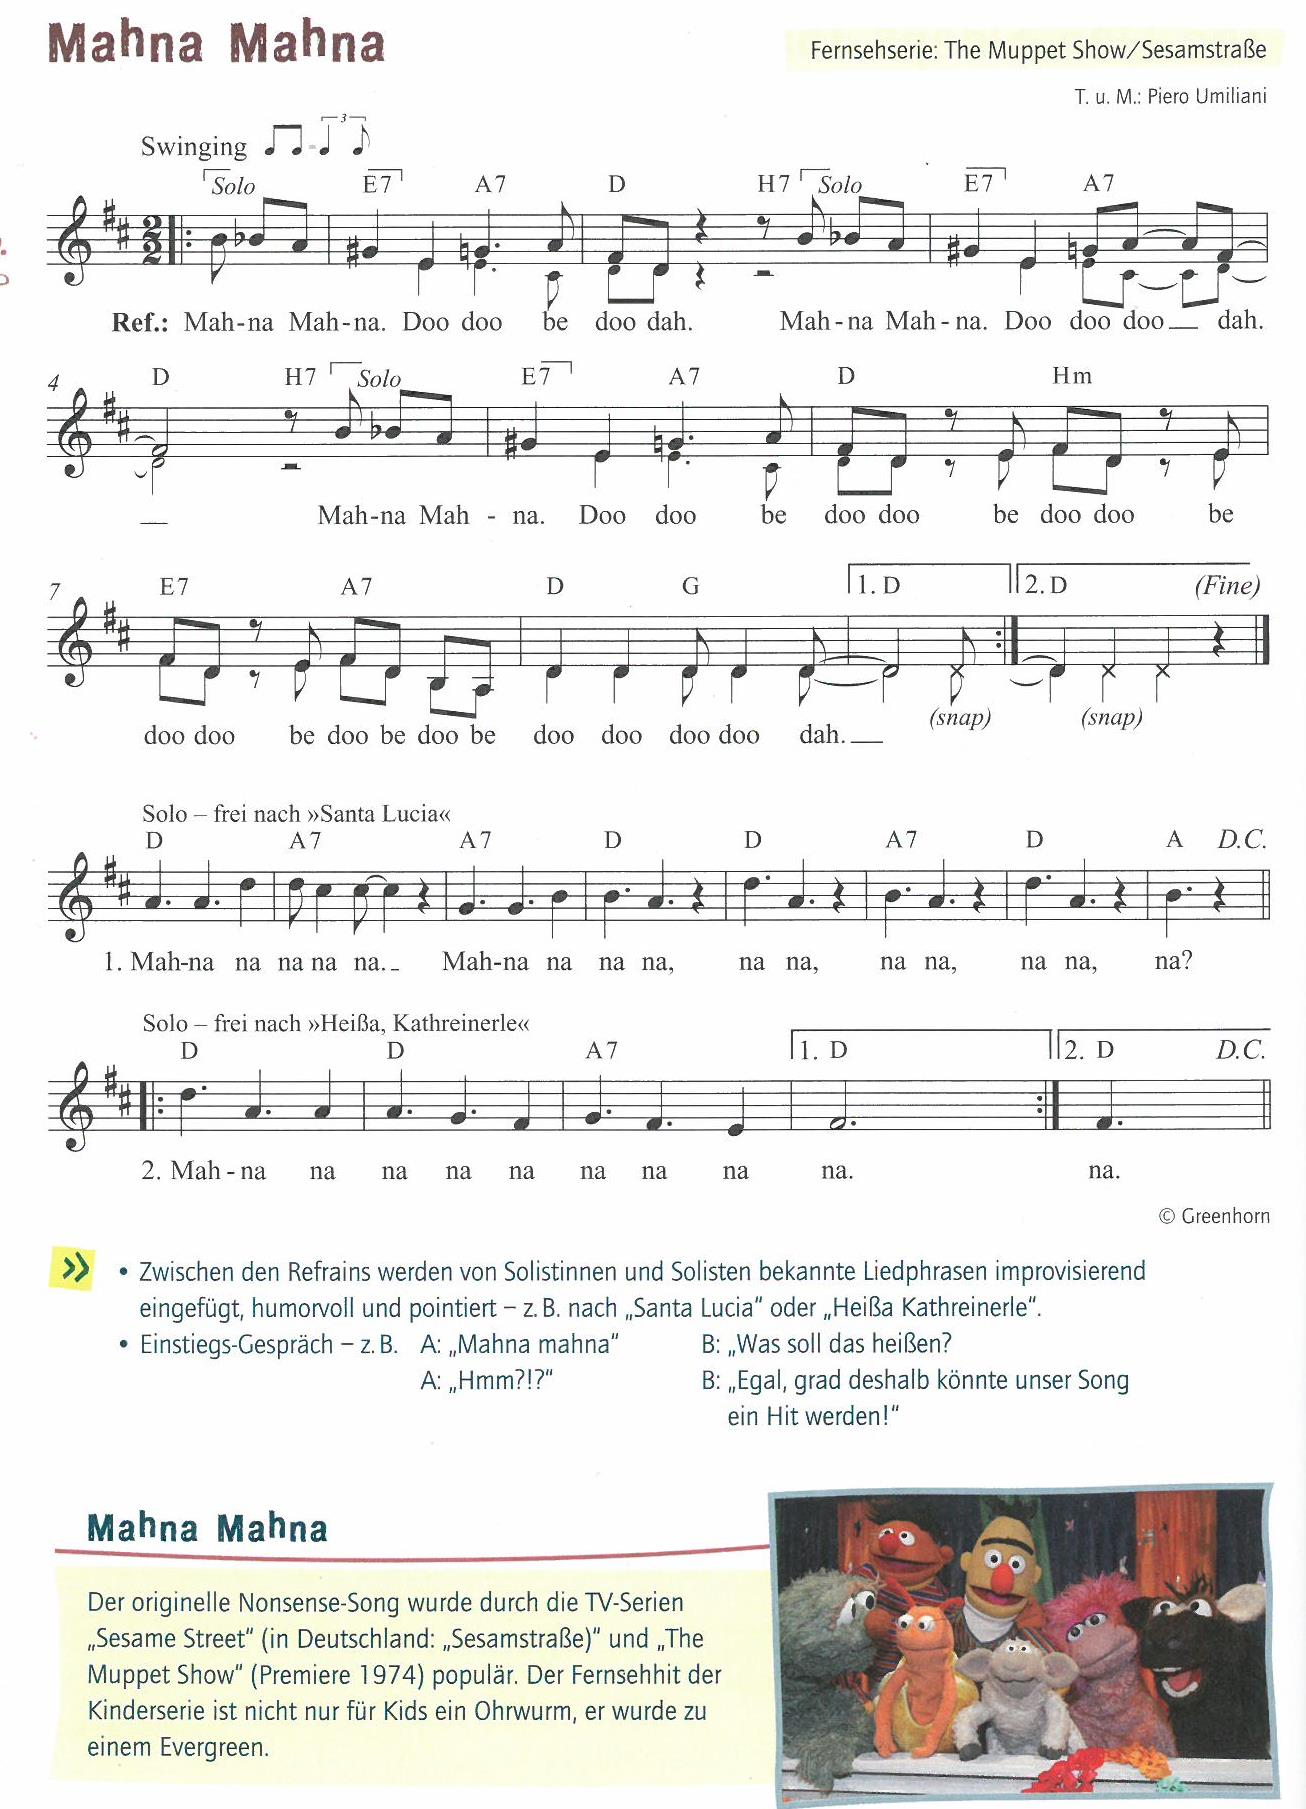 Mahna Mahna
Fernsehserie: The Muppet Show/Sesamstraße
T. u. M.: Piero Umiliani
Swinging
3
Solo E7 A7 D H7 Solo E7 A7
2
2
Ref.: Mah-na Mah-na. Doo doo be doo dah. Mah-na Mah-na. Doo doo doo dah.
4 D H7 Solo E7 A7 D Hm
Mah-na Mah - na. Doo doo be doo doo be doo doo be
7 E7 A7 D G 1. D 2. D (Fine)
(snap) (snap)
doo doo be doo be doo be doo doo doo doo dah.
Solo – frei nach »Santa Lucia«
D A7 A7 D D A7 D A D.C.
1. Mah-na na na na na. Mah-na na na na, na na, na na, na na, na?
Solo – frei nach »Heißa, Kathreinerle«
D D A7 1. D 2. D D.C.
2. Mah - na na na na na na na na na. na.
© Greenhorn
• Zwischen den Refrains werden von Solistinnen und Solisten bekannte Liedphrasen improvisierend
eingefügt, humorvoll und pointiert – z. B. nach „Santa Lucia“ oder „Heißa Kathreinerle“.
• Einstiegs-Gespräch – z. B. A: „Mahna mahna“ B: „Was soll das heißen?
A: „Hmm?!?“ B: „Egal, grad deshalb könnte unser Song
ein Hit werden!“
Mahna Mahna
Der originelle Nonsense-Song wurde durch die TV-Serien
„Sesame Street“ (in Deutschland: „Sesamstraße)“ und „The
Muppet Show“ (Premiere 1974) populär. Der Fernsehhit der
Kinderserie ist nicht nur für Kids ein Ohrwurm, er wurde zu
einem Evergreen.